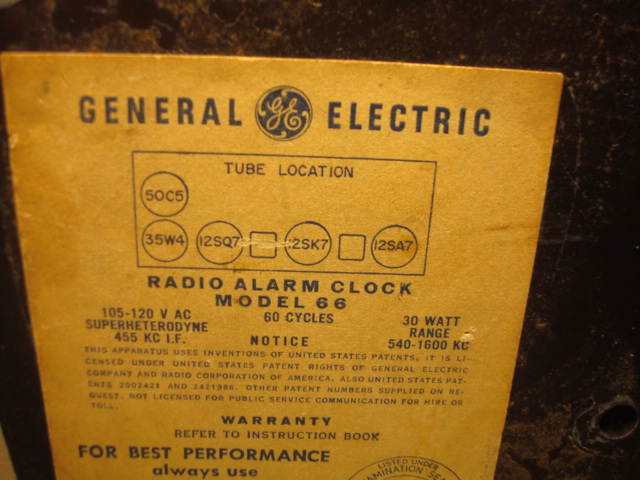 GENERAL GE ELECTRIC
TUBE LOCATION
50C5
35W4 12SQ7 12SK7 12SA7
RADIO ALARM CLOCK
MODEL 66
105-120 V AC 60 CYCLES 30 WATT
SUPERHETERODYNE RANGE
455 KC I.F. NOTICE 540-1600 KC
THIS APPARATUS USES INVENTIONS OF UNITED STATES PATENTS. IT IS LI-
CENSED UNDER UNITED STATES PATENT RIGHTS OF GENERAL ELECTRIC
COMPANY AND RADIO CORPORATION OF AMERICA. ALSO UNITED STATES PAT-
ENTS 2002421 AND 2421986. OTHER PATENT NUMBERS SUPPLIED ON RE-
QUEST. NOT LICENSED FOR PUBLIC SERVICE COMMUNICATION FOR HIRE OR
TOLL.
WARRANTY
REFER TO INSTRUCTION BOOK
FOR BEST PERFORMANCE
always use
LISTED UNDER